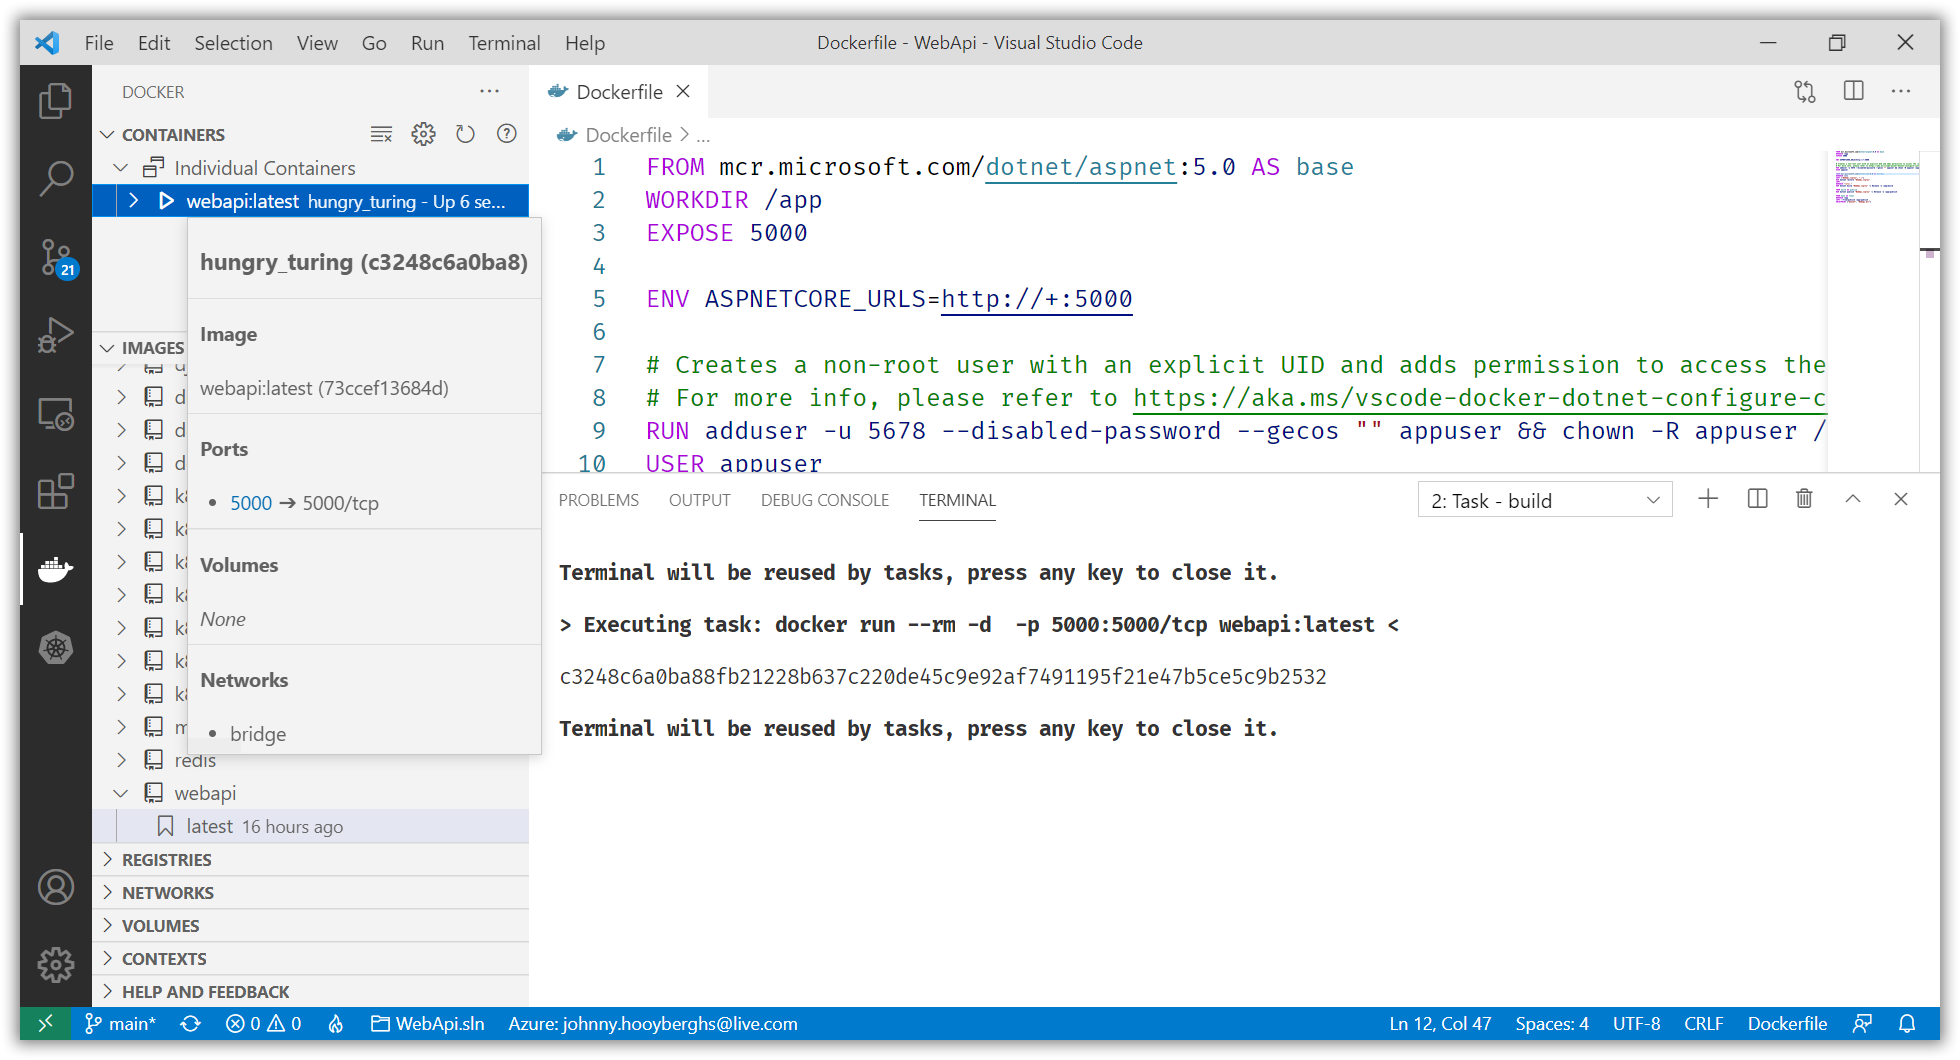 File Edit Selection View Go Run Terminal Help
Dockerfile - WebApi - Visual Studio Code
DOCKER
CONTAINERS
Individual Containers
webapi:latest hungry_turing - Up 6 se...
hungry_turing (c3248c6a0ba8)
Image
webapi:latest (73ccef13684d)
Ports
• 5000 → 5000/tcp
Volumes
None
Networks
• bridge
21
IMAGES
redis
webapi
latest 16 hours ago
REGISTRIES
NETWORKS
VOLUMES
CONTEXTS
HELP AND FEEDBACK
Dockerfile
Dockerfile > ...
1 FROM mcr.microsoft.com/dotnet/aspnet:5.0 AS base
2 WORKDIR /app
3 EXPOSE 5000
4
5 ENV ASPNETCORE_URLS=http://+:5000
6
7 # Creates a non-root user with an explicit UID and adds permission to access the
8 # For more info, please refer to https://aka.ms/vscode-docker-dotnet-configure-c
9 RUN adduser -u 5678 --disabled-password --gecos "" appuser && chown -R appuser /
10 USER appuser
PROBLEMS OUTPUT DEBUG CONSOLE TERMINAL
2: Task - build
Terminal will be reused by tasks, press any key to close it.
> Executing task: docker run --rm -d  -p 5000:5000/tcp webapi:latest <
c3248c6a0ba88fb21228b637c220de45c9e92af7491195f21e47b5ce5c9b2532
Terminal will be reused by tasks, press any key to close it.
main* 0 0 WebApi.sln Azure: johnny.hooyberghs@live.com
Ln 12, Col 47 Spaces: 4 UTF-8 CRLF Dockerfile